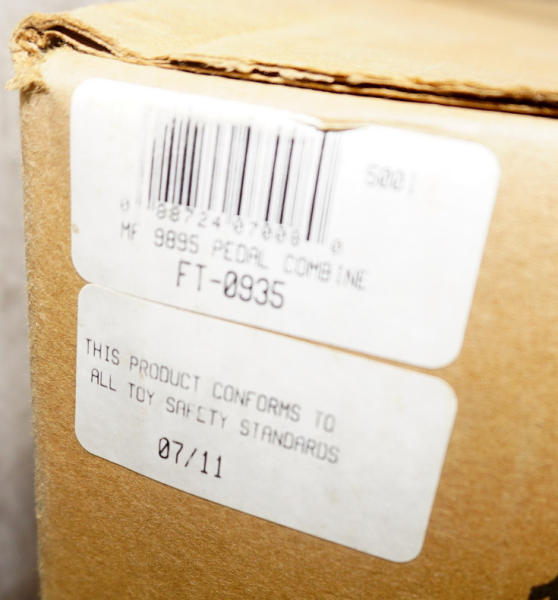 5001
0 88724 07009 0
MF 9895 PEDAL COMBINE
FT-0935
THIS PRODUCT CONFORMS TO
ALL TOY SAFETY STANDARDS
07/11